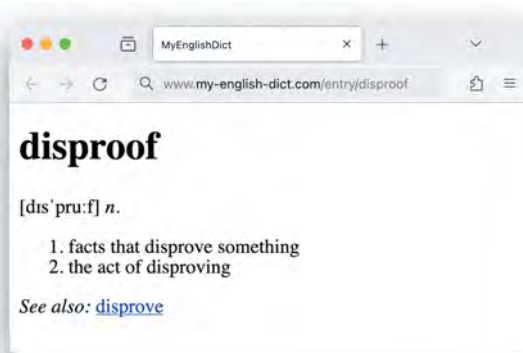 MyEnglishDict
www.my-english-dict.com/entry/disproof
disproof
[dɪsˈpruːf] n.
1. facts that disprove something
2. the act of disproving
See also: disprove